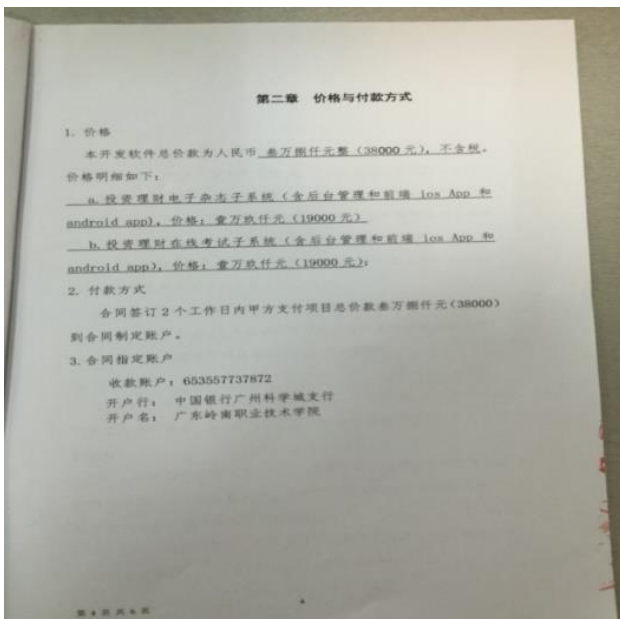 第二章 价格与付款方式
1. 价格
本开发软件总价款为人民币 叁万捌仟元整（38000 元），不含税。
价格明细如下：
a.投资理财电子杂志子系统（含后台管理和前端 ios App 和
android app），价格：壹万玖仟元（19000 元）
b.投资理财在线考试子系统（含后台管理和前端 ios App 和
android app），价格：壹万玖仟元（19000 元）；
2. 付款方式
合同签订 2 个工作日内甲方支付项目总价款叁万捌仟元（38000）
到合同制定账户。
3. 合同指定账户
收款账户：653557737872
开户行： 中国银行广州科学城支行
开户名： 广东岭南职业技术学院
第 4 页 共 6 页